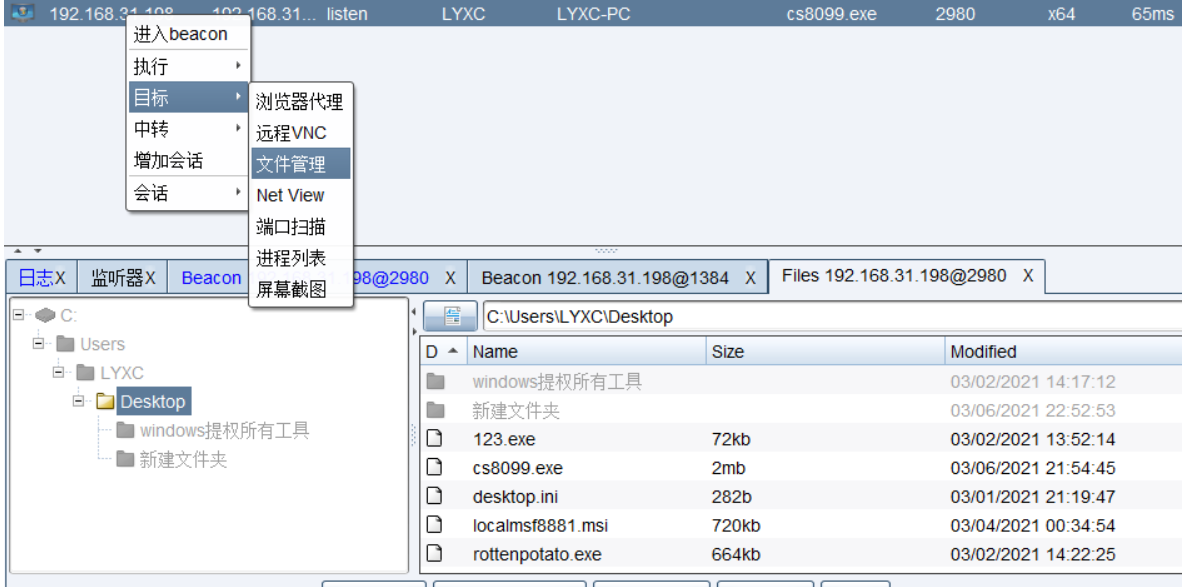 192.168.31.198 192.168.31... listen LYXC LYXC-PC cs8099.exe 2980 x64 65ms
进入beacon
执行
目标
中转
增加会话
会话
浏览器代理
远程VNC
文件管理
Net View
端口扫描
进程列表
屏幕截图
日志X 监听器X Beacon 98@2980 X Beacon 192.168.31.198@1384 X Files 192.168.31.198@2980 X
C:
Users
LYXC
Desktop
windows提权所有工具
新建文件夹
C:\Users\LYXC\Desktop
D Name Size Modified
windows提权所有工具 03/02/2021 14:17:12
新建文件夹 03/06/2021 22:52:53
123.exe 72kb 03/02/2021 13:52:14
cs8099.exe 2mb 03/06/2021 21:54:45
desktop.ini 282b 03/01/2021 21:19:47
localmsf8881.msi 720kb 03/04/2021 00:34:54
rottenpotato.exe 664kb 03/02/2021 14:22:25